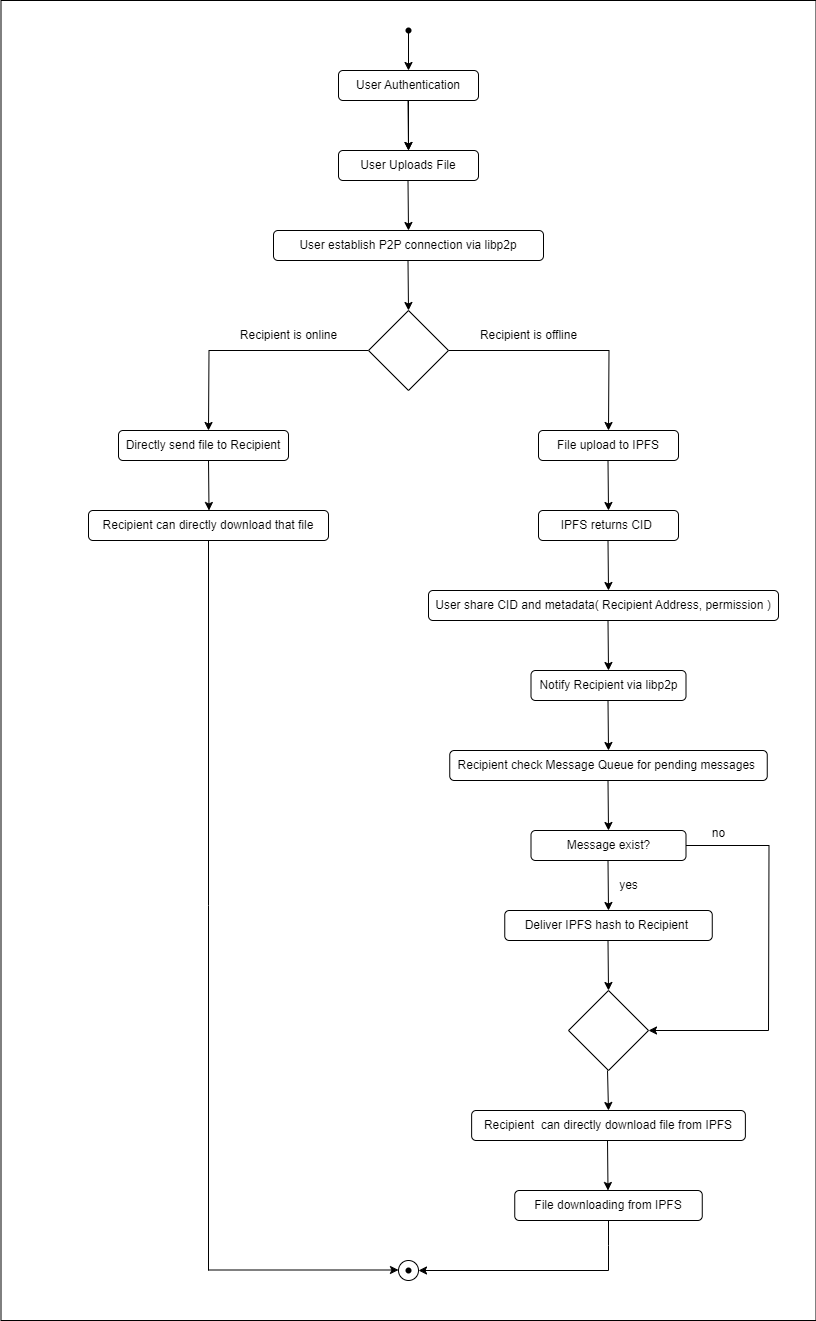 User Authentication
User Uploads File
User establish P2P connection via libp2p
Recipient is online
Recipient is offline
Directly send file to Recipient
File upload to IPFS
Recipient can directly download that file
IPFS returns CID
User share CID and metadata( Recipient Address, permission )
Notify Recipient via libp2p
Recipient check Message Queue for pending messages
no
Message exist?
yes
Deliver IPFS hash to Recipient
Recipient  can directly download file from IPFS
File downloading from IPFS